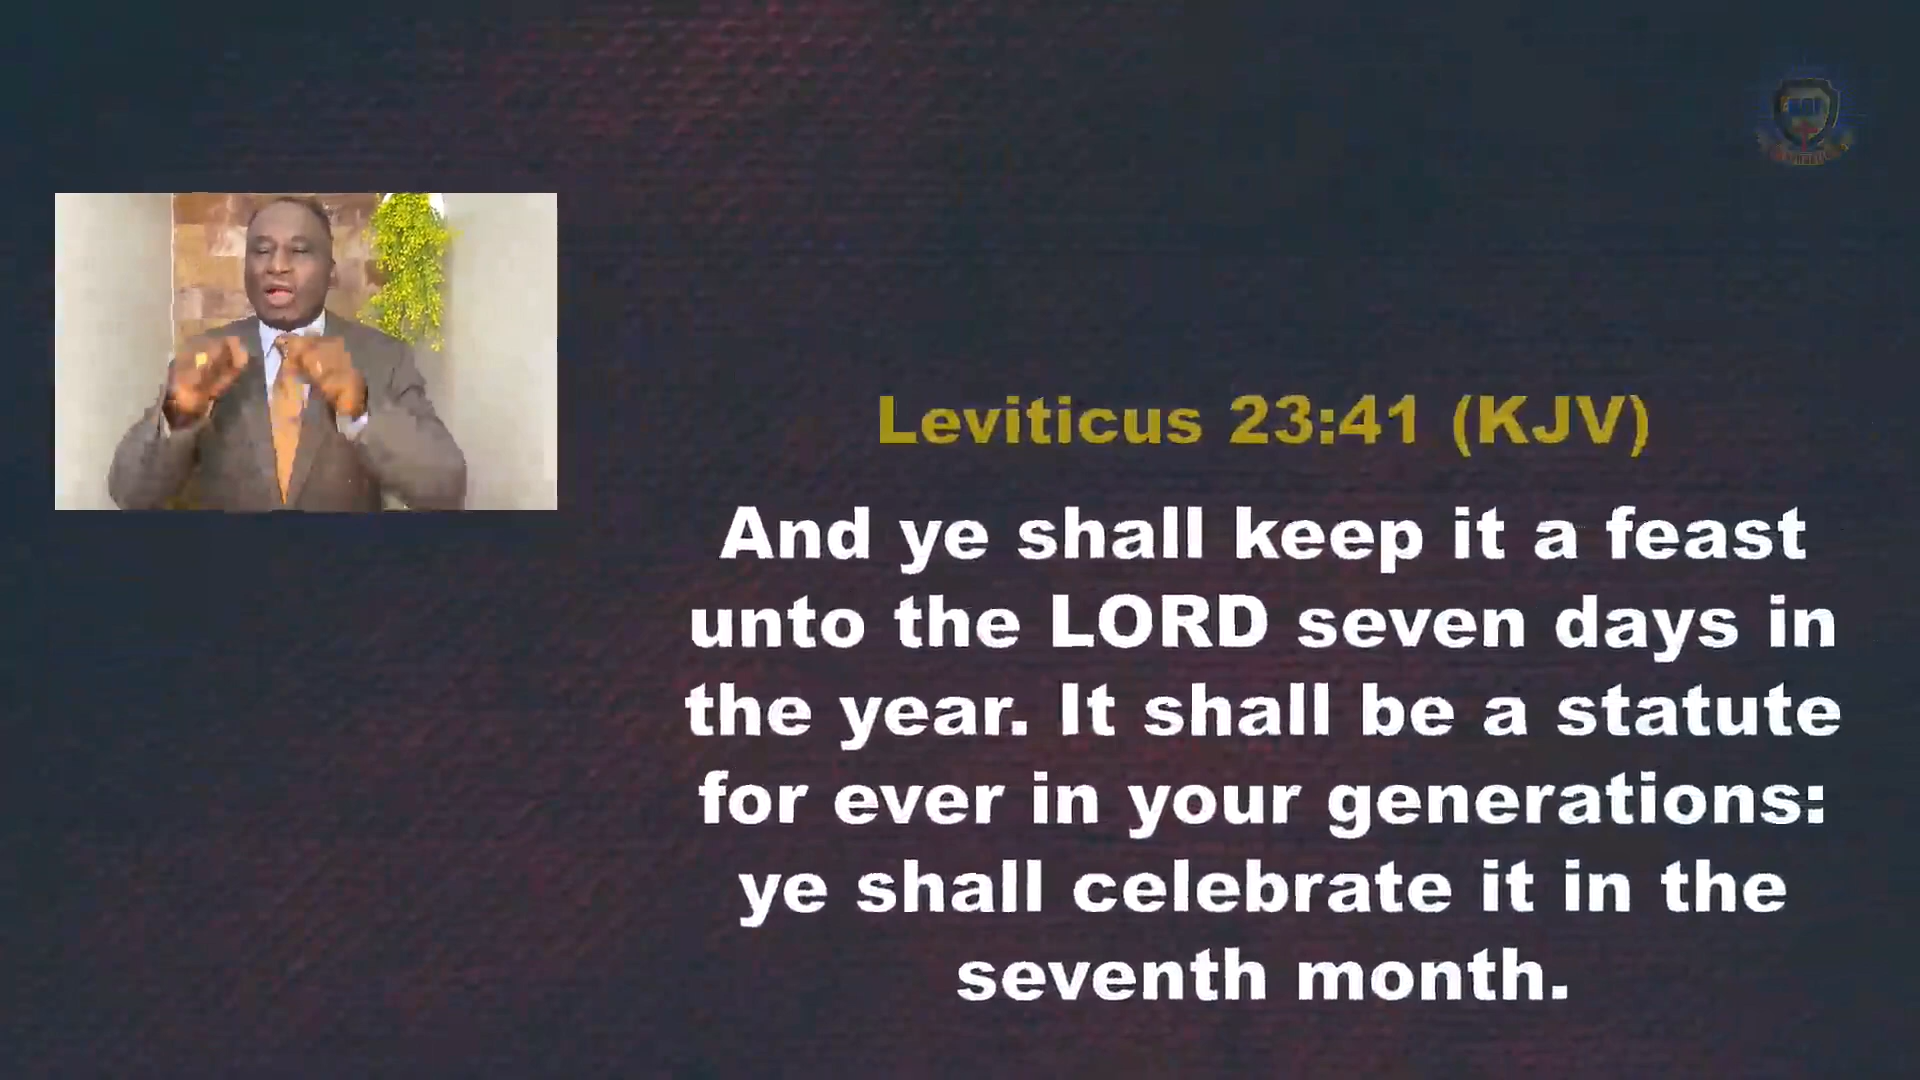 Leviticus 23:41 (KJV)
And ye shall keep it a feast
unto the LORD seven days in
the year. It shall be a statute
for ever in your generations:
ye shall celebrate it in the
seventh month.